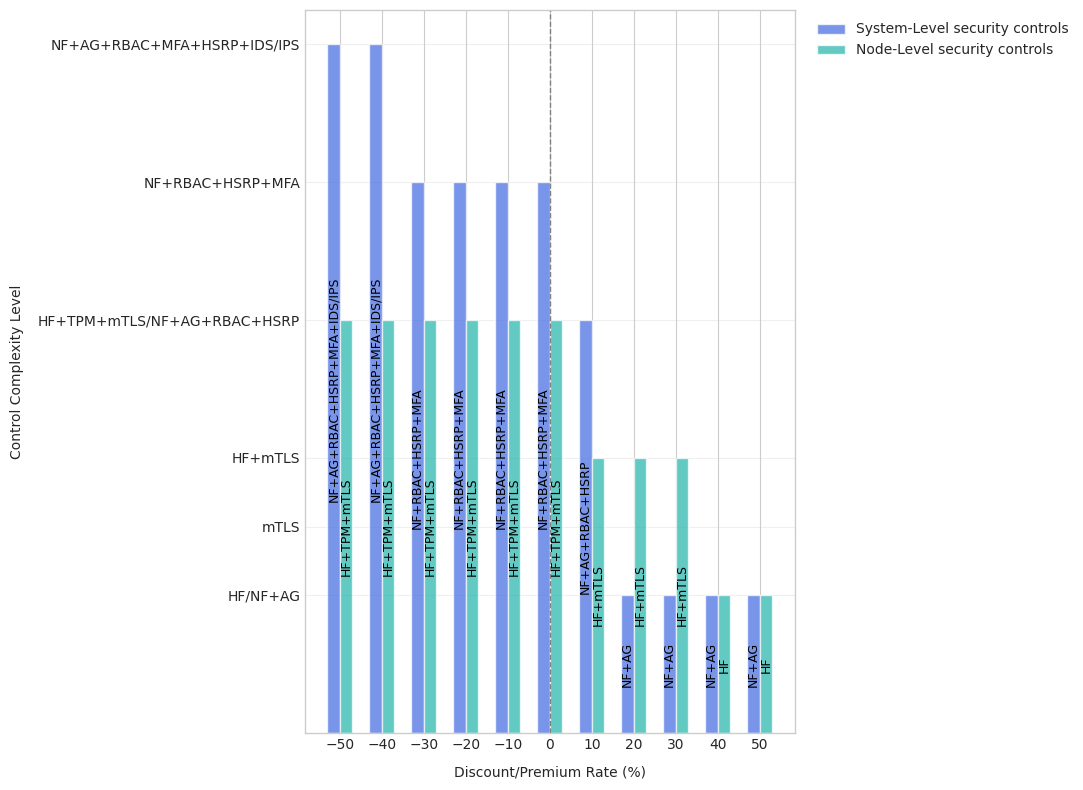 System-Level security controls
Node-Level security controls
Control Complexity Level
NF+AG+RBAC+MFA+HSRP+IDS/IPS
NF+RBAC+HSRP+MFA
HF+TPM+mTLS/NF+AG+RBAC+HSRP
HF+mTLS
mTLS
HF/NF+AG
NF+AG+RBAC+HSRP+MFA+IDS/IPS
HF+TPM+mTLS
NF+AG+RBAC+HSRP+MFA+IDS/IPS
HF+TPM+mTLS
NF+RBAC+HSRP+MFA
HF+TPM+mTLS
NF+RBAC+HSRP+MFA
HF+TPM+mTLS
NF+RBAC+HSRP+MFA
HF+TPM+mTLS
NF+RBAC+HSRP+MFA
HF+TPM+mTLS
NF+AG+RBAC+HSRP
HF+mTLS
NF+AG
HF+mTLS
NF+AG
HF+mTLS
NF+AG
HF
NF+AG
HF
−50 −40 −30 −20 −10 0 10 20 30 40 50
Discount/Premium Rate (%)